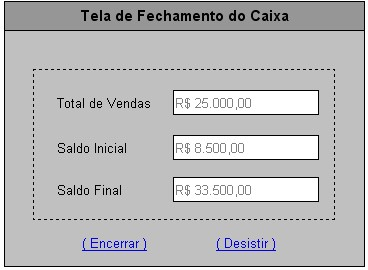 Tela de Fechamento do Caixa
Total de Vendas R$ 25.000,00
Saldo Inicial R$ 8.500,00
Saldo Final R$ 33.500,00
( Encerrar ) ( Desistir )